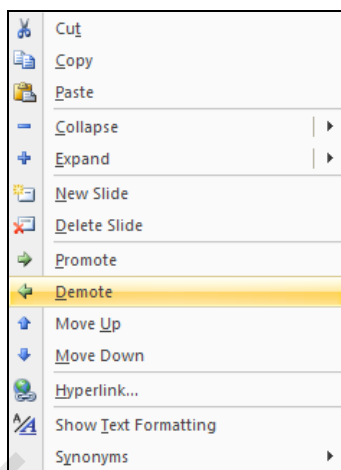 Cut
Copy
Paste
Collapse
Expand
New Slide
Delete Slide
Promote
Demote
Move Up
Move Down
Hyperlink...
Show Text Formatting
Synonyms